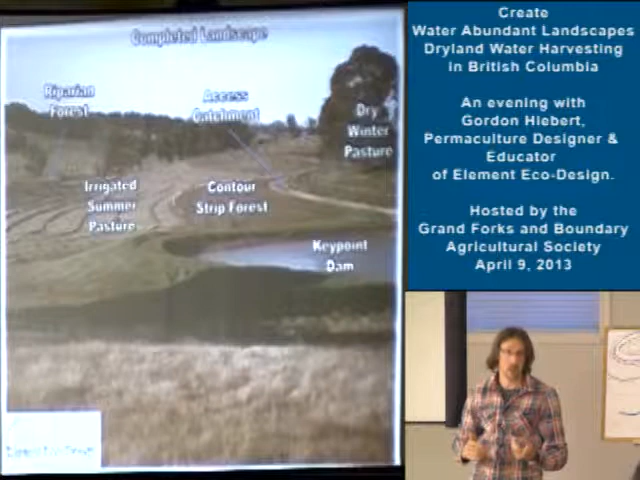 Completed Landscape
Riparian
Forest
Access
Catchment
Dry
Winter
Pasture
Irrigated
Summer
Pasture
Contour
Strip Forest
Keypoint
Dam
Create
Water Abundant Landscapes
Dryland Water Harvesting
in British Columbia
An evening with
Gordon Hiebert,
Permaculture Designer &
Educator
of Element Eco-Design.
Hosted by the
Grand Forks and Boundary
Agricultural Society
April 9, 2013